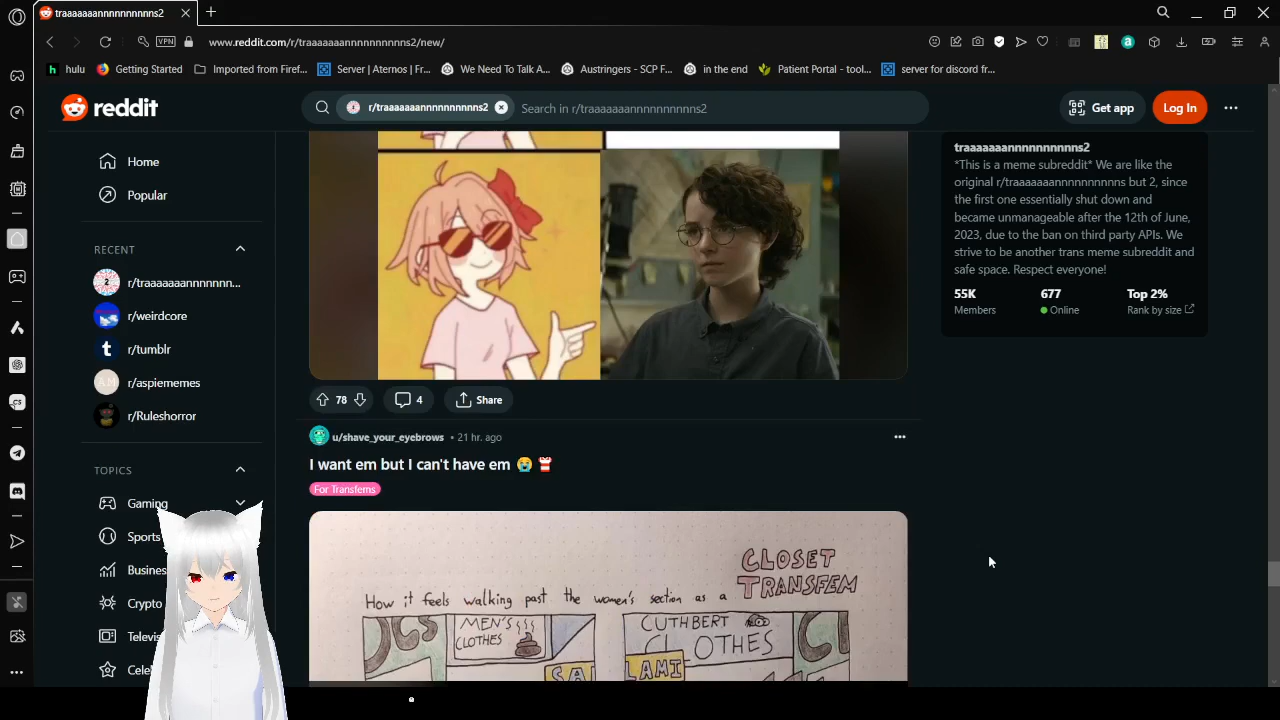 traaaaaaannnnnnnnnns2
VPN
www.reddit.com/r/traaaaaaannnnnnnnnns2/new/
hulu
Getting Started
Imported from Firef...
Server | Aternos | Fr...
We Need To Talk A...
Austringers - SCP F...
in the end
Patient Portal - tool...
server for discord fr...
reddit
r/traaaaaaannnnnnnnnns2
Search in r/traaaaaaannnnnnnnnns2
Get app
Log In
Home
Popular
RECENT
r/traaaaaaannnnnnn...
r/weirdcore
r/tumblr
r/aspiememes
r/Ruleshorror
TOPICS
Gaming
Sports
Busines
Crypto
Televis
Celeb
78
4
Share
u/shave_your_eyebrows • 21 hr. ago
I want em but I can't have em 😭
For Transfems
CLOSET
TRANSFEM
How it feels walking past the women's section as a
MEN'S
CLOTHES
CUTHBERT
CLOTHES
SA
LAMI
traaaaaaannnnnnnnnns2
*This is a meme subreddit* We are like the
original r/traaaaaaannnnnnnnnns but 2, since
the first one essentially shut down and
became unmanageable after the 12th of June,
2023, due to the ban on third party APIs. We
strive to be another trans meme subreddit and
safe space. Respect everyone!
55K
Members
677
Online
Top 2%
Rank by size